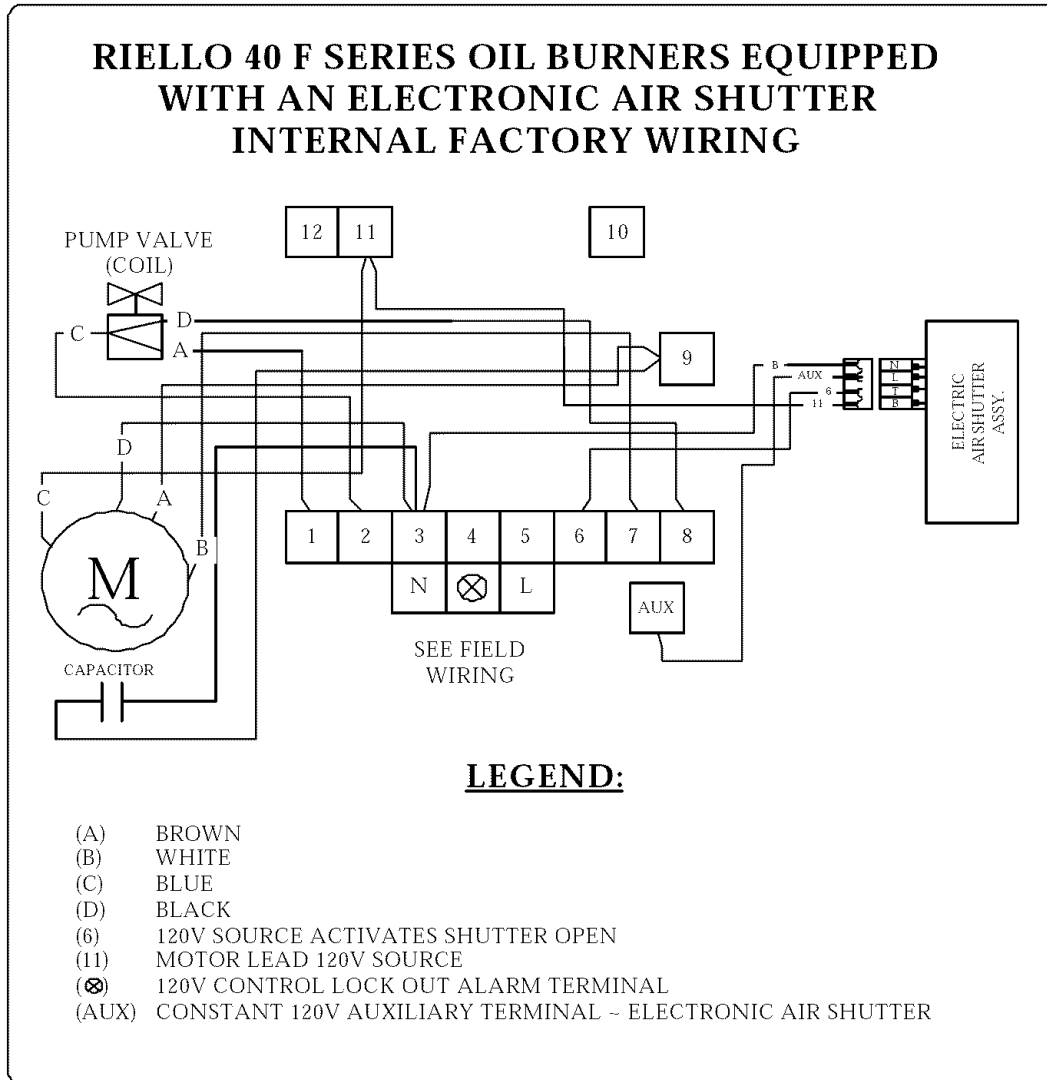 RIELLO 40 F SERIES OIL BURNERS EQUIPPED
WITH AN ELECTRONIC AIR SHUTTER
INTERNAL FACTORY WIRING
12 11 10
PUMP VALVE
(COIL)
C D A
9
B
AUX
6
11
N
L
T
B
ELECTRIC
AIR SHUTTER
ASSY.
D
C A
B
M
1 2 3 4 5 6 7 8
N L
AUX
SEE FIELD
WIRING
CAPACITOR
LEGEND:
(A) BROWN
(B) WHITE
(C) BLUE
(D) BLACK
(6) 120V SOURCE ACTIVATES SHUTTER OPEN
(11) MOTOR LEAD 120V SOURCE
(⊗) 120V CONTROL LOCK OUT ALARM TERMINAL
(AUX) CONSTANT 120V AUXILIARY TERMINAL ~ ELECTRONIC AIR SHUTTER